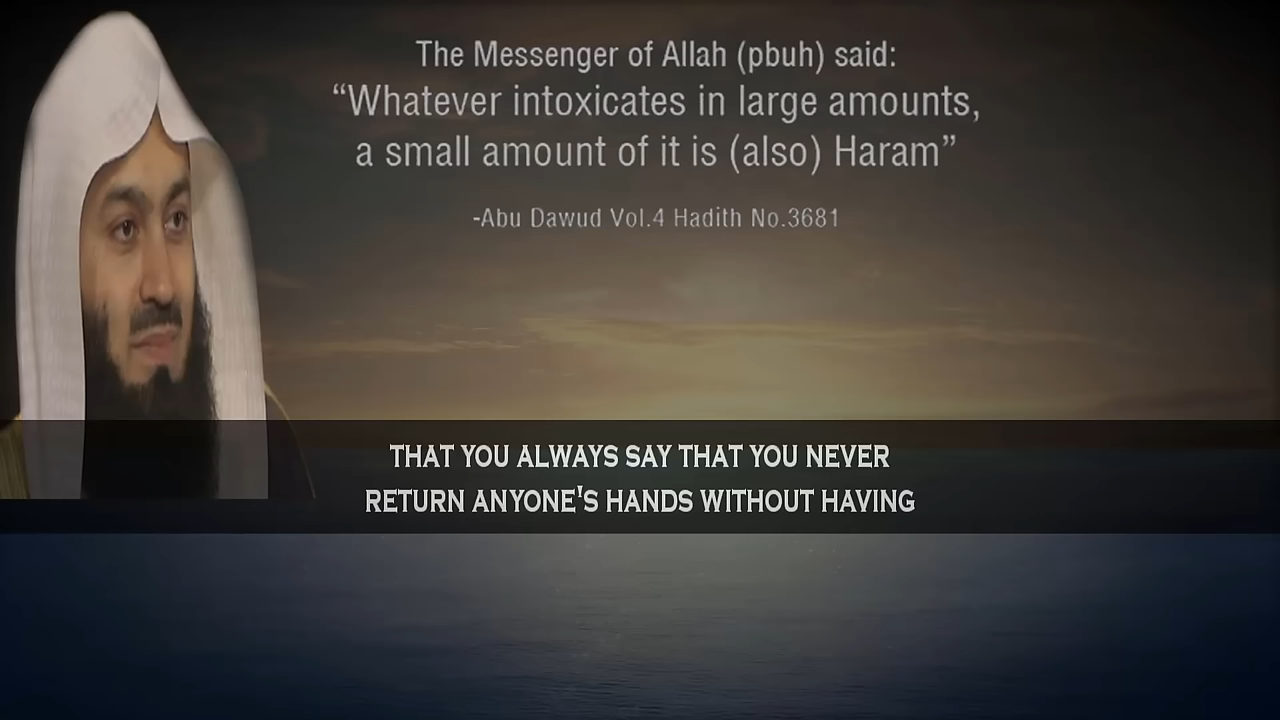 The Messenger of Allah (pbuh) said:
“Whatever intoxicates in large amounts,
a small amount of it is (also) Haram”
-Abu Dawud Vol.4 Hadith No.3681
THAT YOU ALWAYS SAY THAT YOU NEVER
RETURN ANYONE'S HANDS WITHOUT HAVING